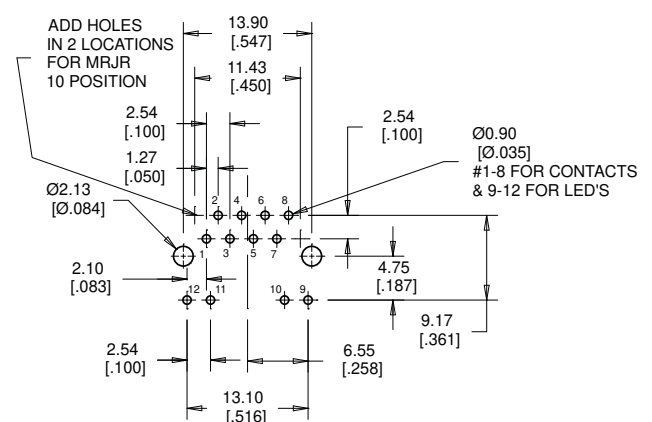 ADD HOLES
IN 2 LOCATIONS
FOR MRJR
10 POSITION
13.90
[.547]
11.43
[.450]
2.54
[.100]
1.27
[.050]
2.54
[.100]
Ø0.90
[Ø.035]
#1-8 FOR CONTACTS
& 9-12 FOR LED'S
Ø2.13
[Ø.084]
2 4 6 8
1 3 5 7
2.10
[.083]
4.75
[.187]
12 11 10 9
9.17
[.361]
2.54
[.100]
6.55
[.258]
13.10
[.516]